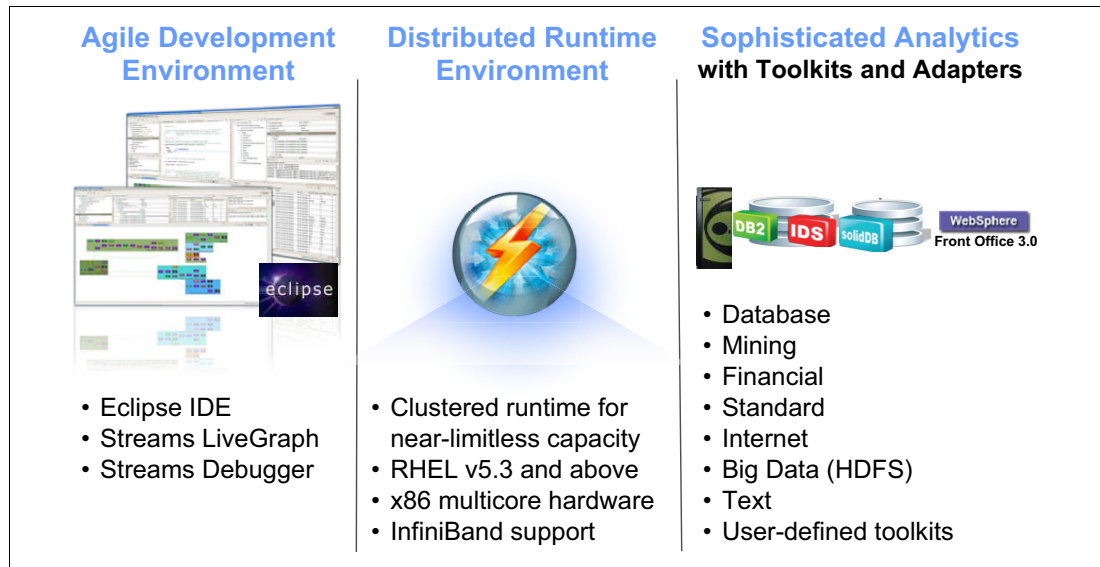 Agile Development
Environment
eclipse
• Eclipse IDE
• Streams LiveGraph
• Streams Debugger
Distributed Runtime
Environment
• Clustered runtime for
near-limitless capacity
• RHEL v5.3 and above
• x86 multicore hardware
• InfiniBand support
Sophisticated Analytics
with Toolkits and Adapters
DB2
IDS
solidDB
WebSphere
Front Office 3.0
• Database
• Mining
• Financial
• Standard
• Internet
• Big Data (HDFS)
• Text
• User-defined toolkits